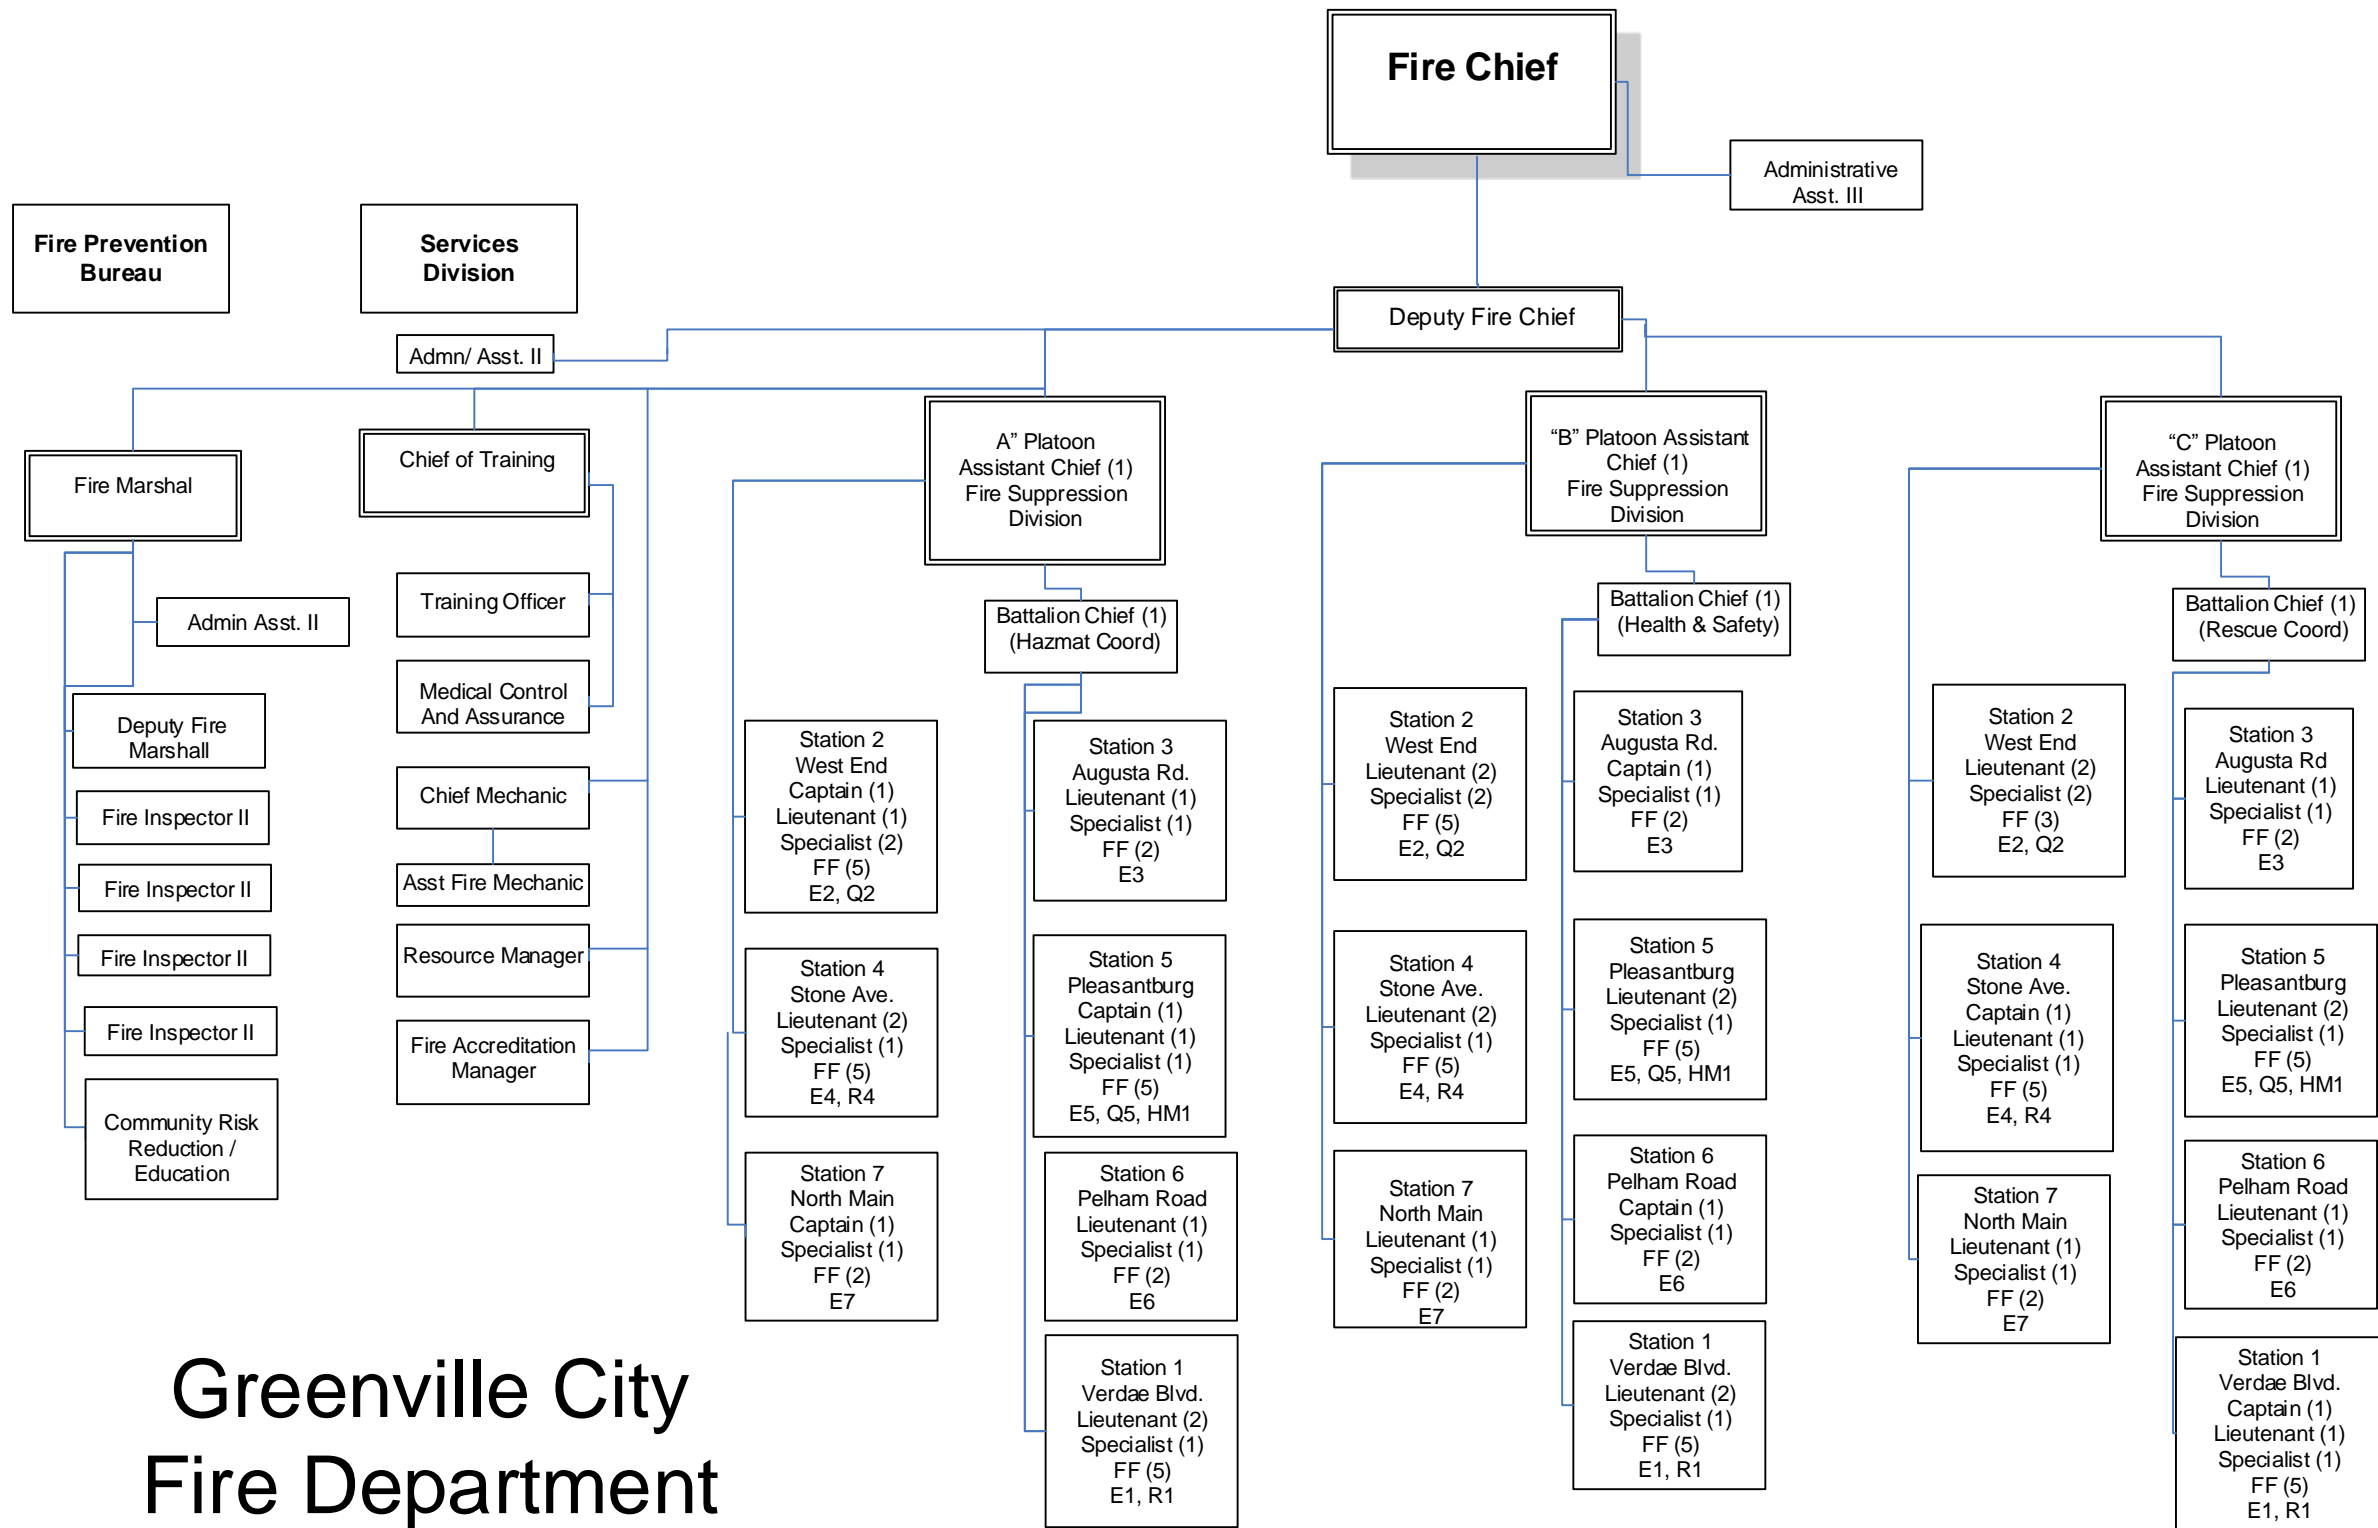 Fire Chief
Administrative
Asst. III
Fire Prevention
Bureau
Services
Division
Deputy Fire Chief
Admn/ Asst. II
Fire Marshal
Admin Asst. II
Deputy Fire
Marshall
Fire Inspector II
Fire Inspector II
Fire Inspector II
Fire Inspector II
Community Risk
Reduction /
Education
Chief of Training
Training Officer
Medical Control
And Assurance
Chief Mechanic
Asst Fire Mechanic
Resource Manager
Fire Accreditation
Manager
A” Platoon
Assistant Chief (1)
Fire Suppression
Division
Battalion Chief (1)
(Hazmat Coord)
Station 2
West End
Captain (1)
Lieutenant (1)
Specialist (2)
FF (5)
E2, Q2
Station 4
Stone Ave.
Lieutenant (2)
Specialist (1)
FF (5)
E4, R4
Station 7
North Main
Captain (1)
Specialist (1)
FF (2)
E7
Station 3
Augusta Rd.
Lieutenant (1)
Specialist (1)
FF (2)
E3
Station 5
Pleasantburg
Captain (1)
Lieutenant (1)
Specialist (1)
FF (5)
E5, Q5, HM1
Station 6
Pelham Road
Lieutenant (1)
Specialist (1)
FF (2)
E6
Station 1
Verdae Blvd.
Lieutenant (2)
Specialist (1)
FF (5)
E1, R1
“B” Platoon Assistant
Chief (1)
Fire Suppression
Division
Battalion Chief (1)
(Health & Safety)
Station 2
West End
Lieutenant (2)
Specialist (2)
FF (5)
E2, Q2
Station 4
Stone Ave.
Lieutenant (2)
Specialist (1)
FF (5)
E4, R4
Station 7
North Main
Lieutenant (1)
Specialist (1)
FF (2)
E7
Station 3
Augusta Rd.
Captain (1)
Specialist (1)
FF (2)
E3
Station 5
Pleasantburg
Lieutenant (2)
Specialist (1)
FF (5)
E5, Q5, HM1
Station 6
Pelham Road
Captain (1)
Specialist (1)
FF (2)
E6
Station 1
Verdae Blvd.
Lieutenant (2)
Specialist (1)
FF (5)
E1, R1
“C” Platoon
Assistant Chief (1)
Fire Suppression
Division
Battalion Chief (1)
(Rescue Coord)
Station 2
West End
Lieutenant (2)
Specialist (2)
FF (3)
E2, Q2
Station 4
Stone Ave.
Captain (1)
Lieutenant (1)
Specialist (1)
FF (5)
E4, R4
Station 7
North Main
Lieutenant (1)
Specialist (1)
FF (2)
E7
Station 3
Augusta Rd
Lieutenant (1)
Specialist (1)
FF (2)
E3
Station 5
Pleasantburg
Lieutenant (2)
Specialist (1)
FF (5)
E5, Q5, HM1
Station 6
Pelham Road
Lieutenant (1)
Specialist (1)
FF (2)
E6
Station 1
Verdae Blvd.
Captain (1)
Lieutenant (1)
Specialist (1)
FF (5)
E1, R1
Greenville City
Fire Department